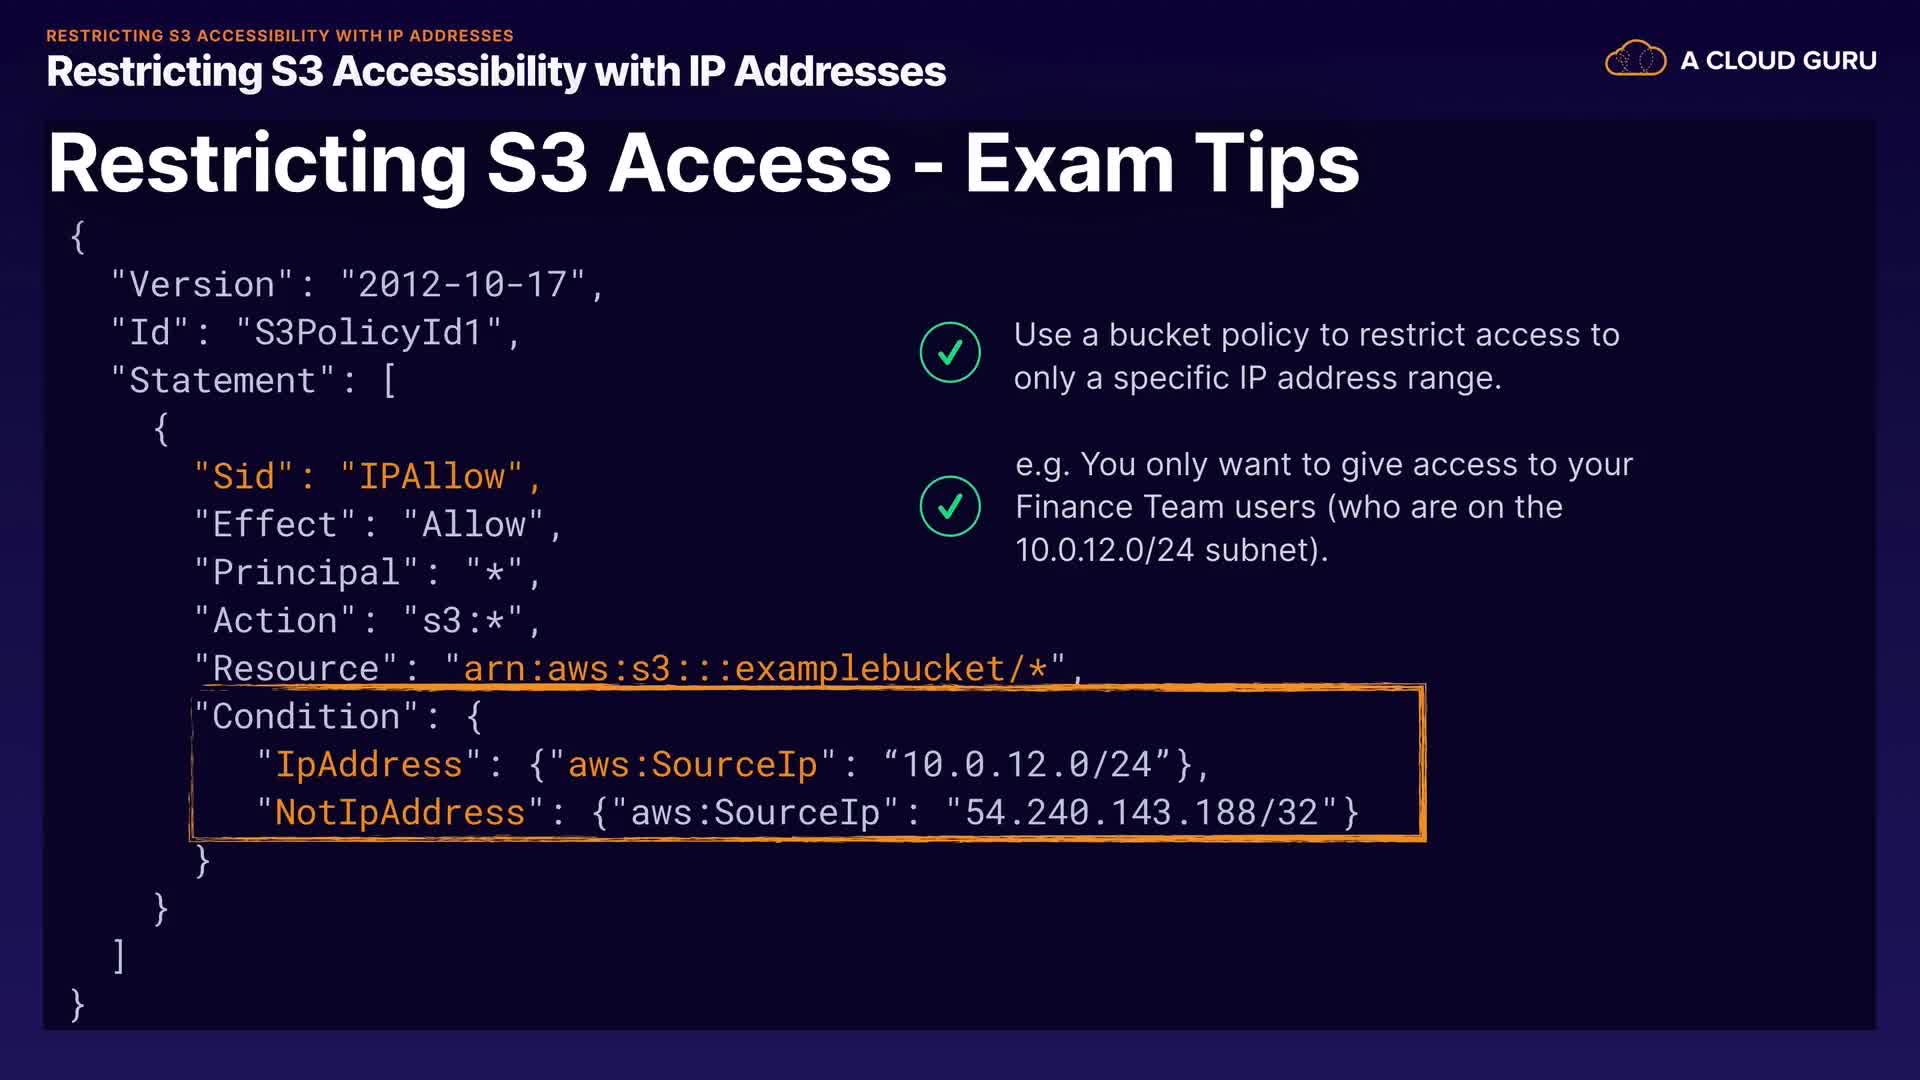 RESTRICTING S3 ACCESSIBILITY WITH IP ADDRESSES
Restricting S3 Accessibility with IP Addresses
A CLOUD GURU
Restricting S3 Access - Exam Tips
{
"Version": "2012-10-17",
"Id": "S3PolicyId1",
"Statement": [
{
"Sid": "IPAllow",
"Effect": "Allow",
"Principal": "*",
"Action": "s3:*",
"Resource": "arn:aws:s3:::examplebucket/*",
"Condition": {
"IpAddress": {"aws:SourceIp": “10.0.12.0/24”},
"NotIpAddress": {"aws:SourceIp": "54.240.143.188/32"}
}
}
]
}
Use a bucket policy to restrict access to
only a specific IP address range.
e.g. You only want to give access to your
Finance Team users (who are on the
10.0.12.0/24 subnet).